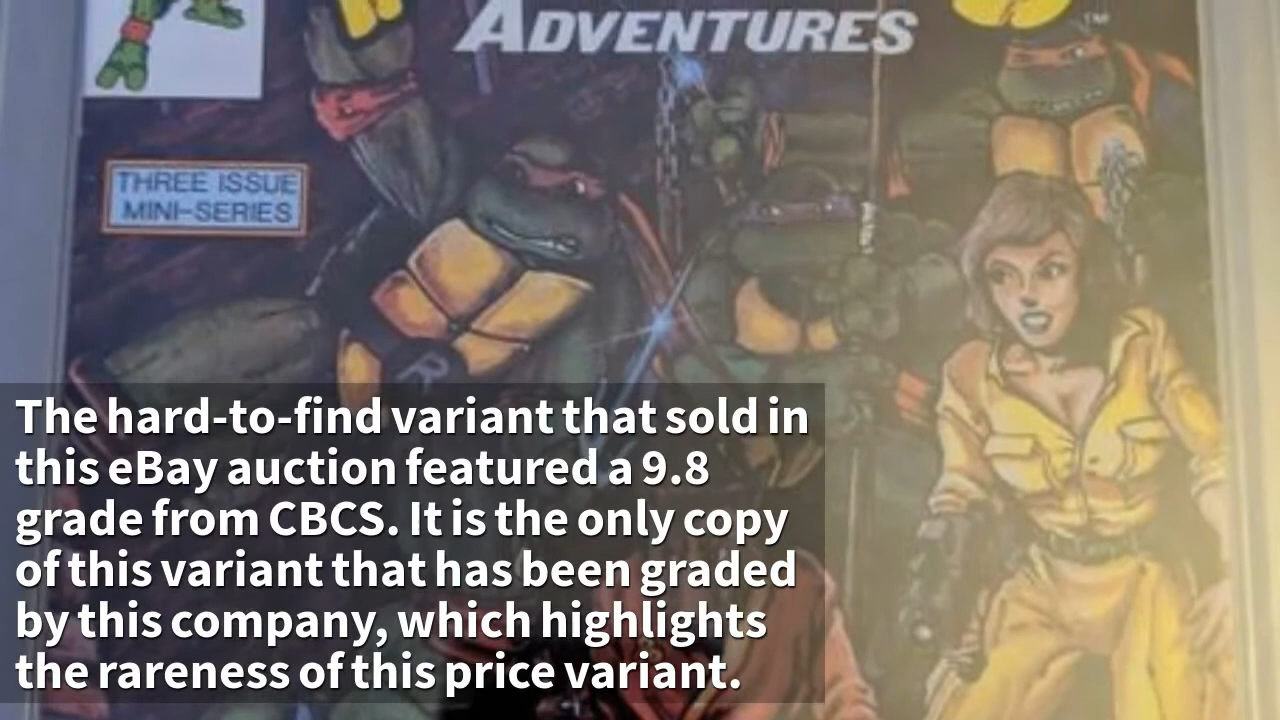 ADVENTURES
TM
THREE ISSUE
MINI-SERIES
R
The hard-to-find variant that sold in
this eBay auction featured a 9.8
grade from CBCS. It is the only copy
of this variant that has been graded
by this company, which highlights
the rareness of this price variant.